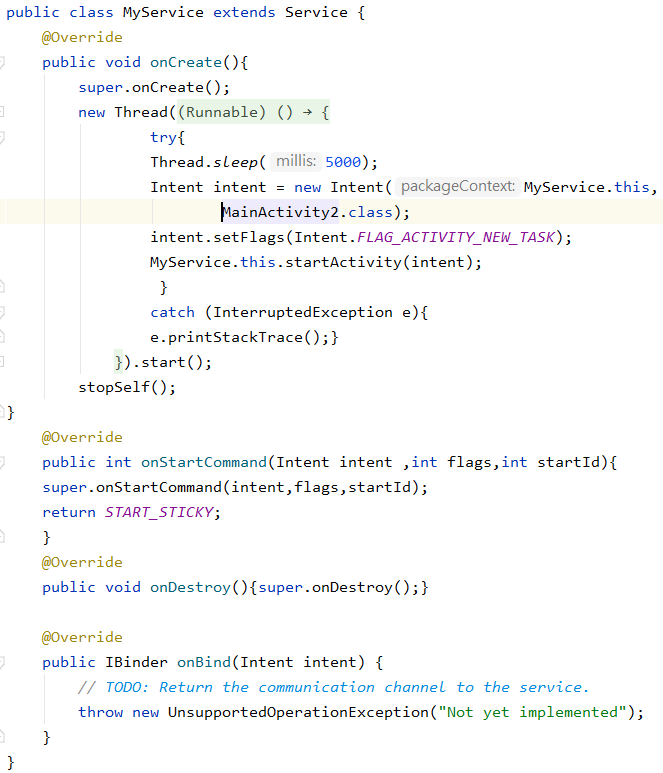 public class MyService extends Service {
@Override
public void onCreate(){
super.onCreate();
new Thread((Runnable) () → {
try{
Thread.sleep( millis: 5000);
Intent intent = new Intent( packageContext: MyService.this,
MainActivity2.class);
intent.setFlags(Intent.FLAG_ACTIVITY_NEW_TASK);
MyService.this.startActivity(intent);
}
catch (InterruptedException e){
e.printStackTrace();}
}).start();
stopSelf();
}
@Override
public int onStartCommand(Intent intent ,int flags,int startId){
super.onStartCommand(intent,flags,startId);
return START_STICKY;
}
@Override
public void onDestroy(){super.onDestroy();}
@Override
public IBinder onBind(Intent intent) {
// TODO: Return the communication channel to the service.
throw new UnsupportedOperationException("Not yet implemented");
}
}